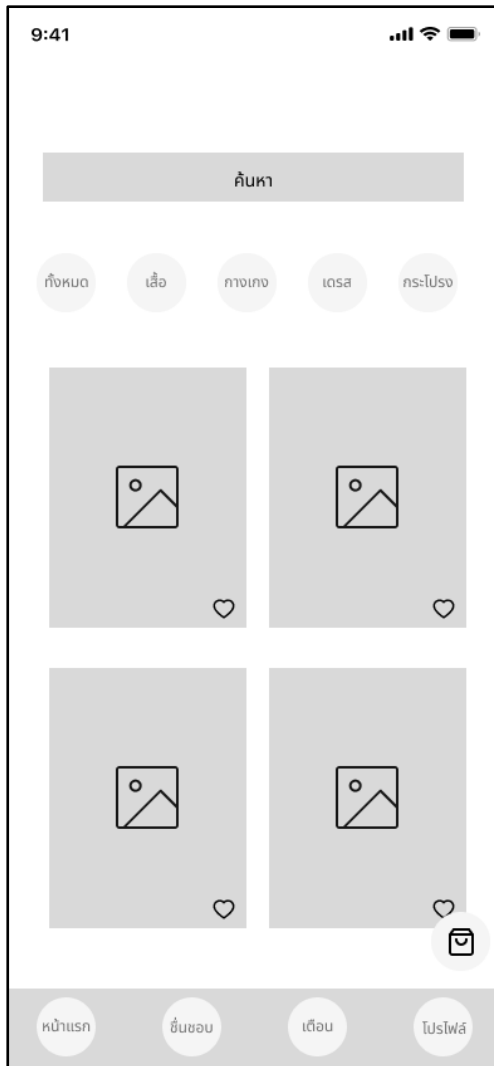 9:41
ค้นหา
ทั้งหมด เสื้อ กางเกง เดรส กระโปรง
หน้าแรก ชื่นชอบ เตือน โปรไฟล์